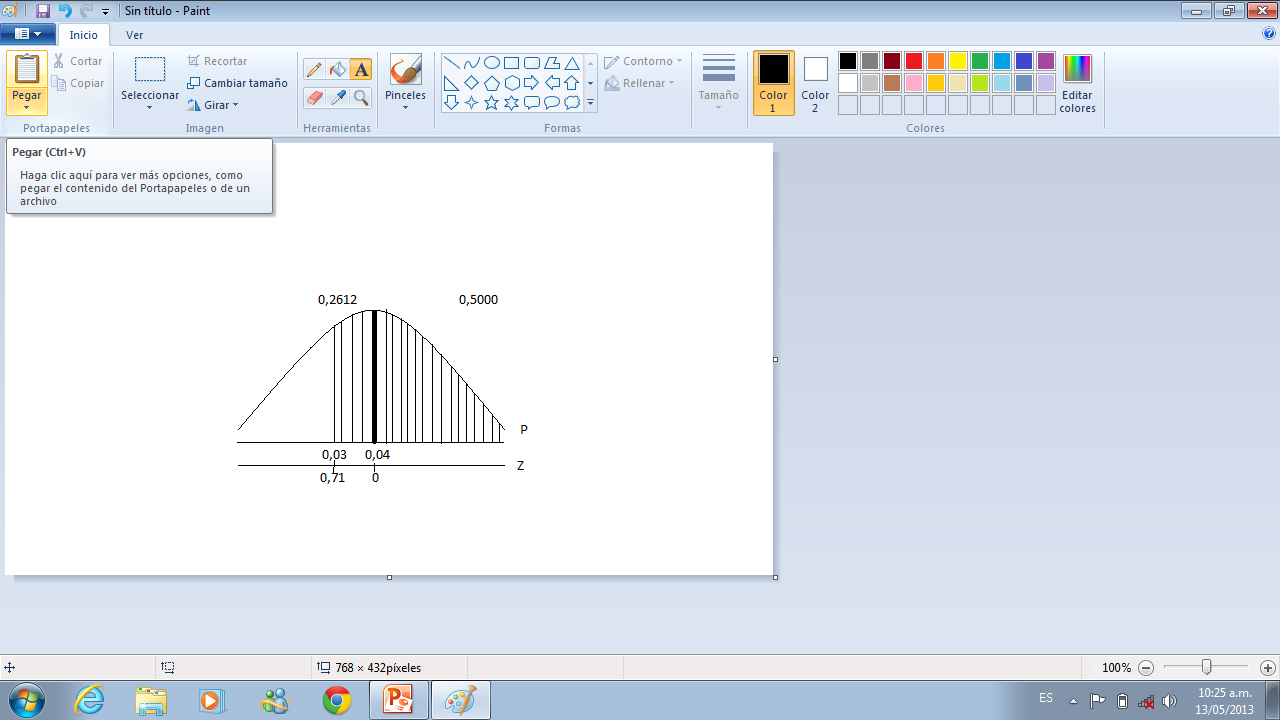 Sin título - Paint
Inicio
Ver
Pegar
Cortar
Copiar
Portapapeles
Seleccionar
Recortar
Cambiar tamaño
Girar
Imagen
A
Herramientas
Pinceles
Contorno
Rellenar
Formas
Tamaño
Color
1
Color
2
Editar
colores
Colores
Pegar (Ctrl+V)
Haga clic aquí para ver más opciones, como
pegar el contenido del Portapapeles o de un
archivo
0,2612
0,5000
P
0,03
0,04
Z
0,71
0
768 × 432píxeles
100%
ES
10:25 a.m.
13/05/2013